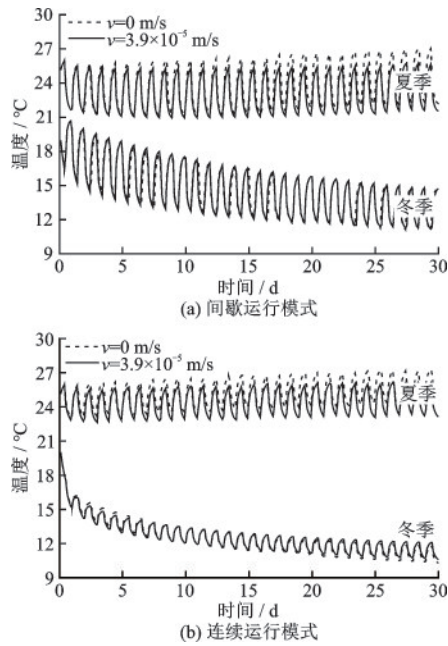 30
v=0 m/s
27
v=3.9×10⁻⁵ m/s
24
夏季
21
温度 / ℃
18
15
12
冬季
9
0 5 10 15 20 25 30
时间 / d
(a) 间歇运行模式
30
v=0 m/s
27
v=3.9×10⁻⁵ m/s
24
夏季
21
温度 / ℃
18
15
12
冬季
9
0 5 10 15 20 25 30
时间 / d
(b) 连续运行模式